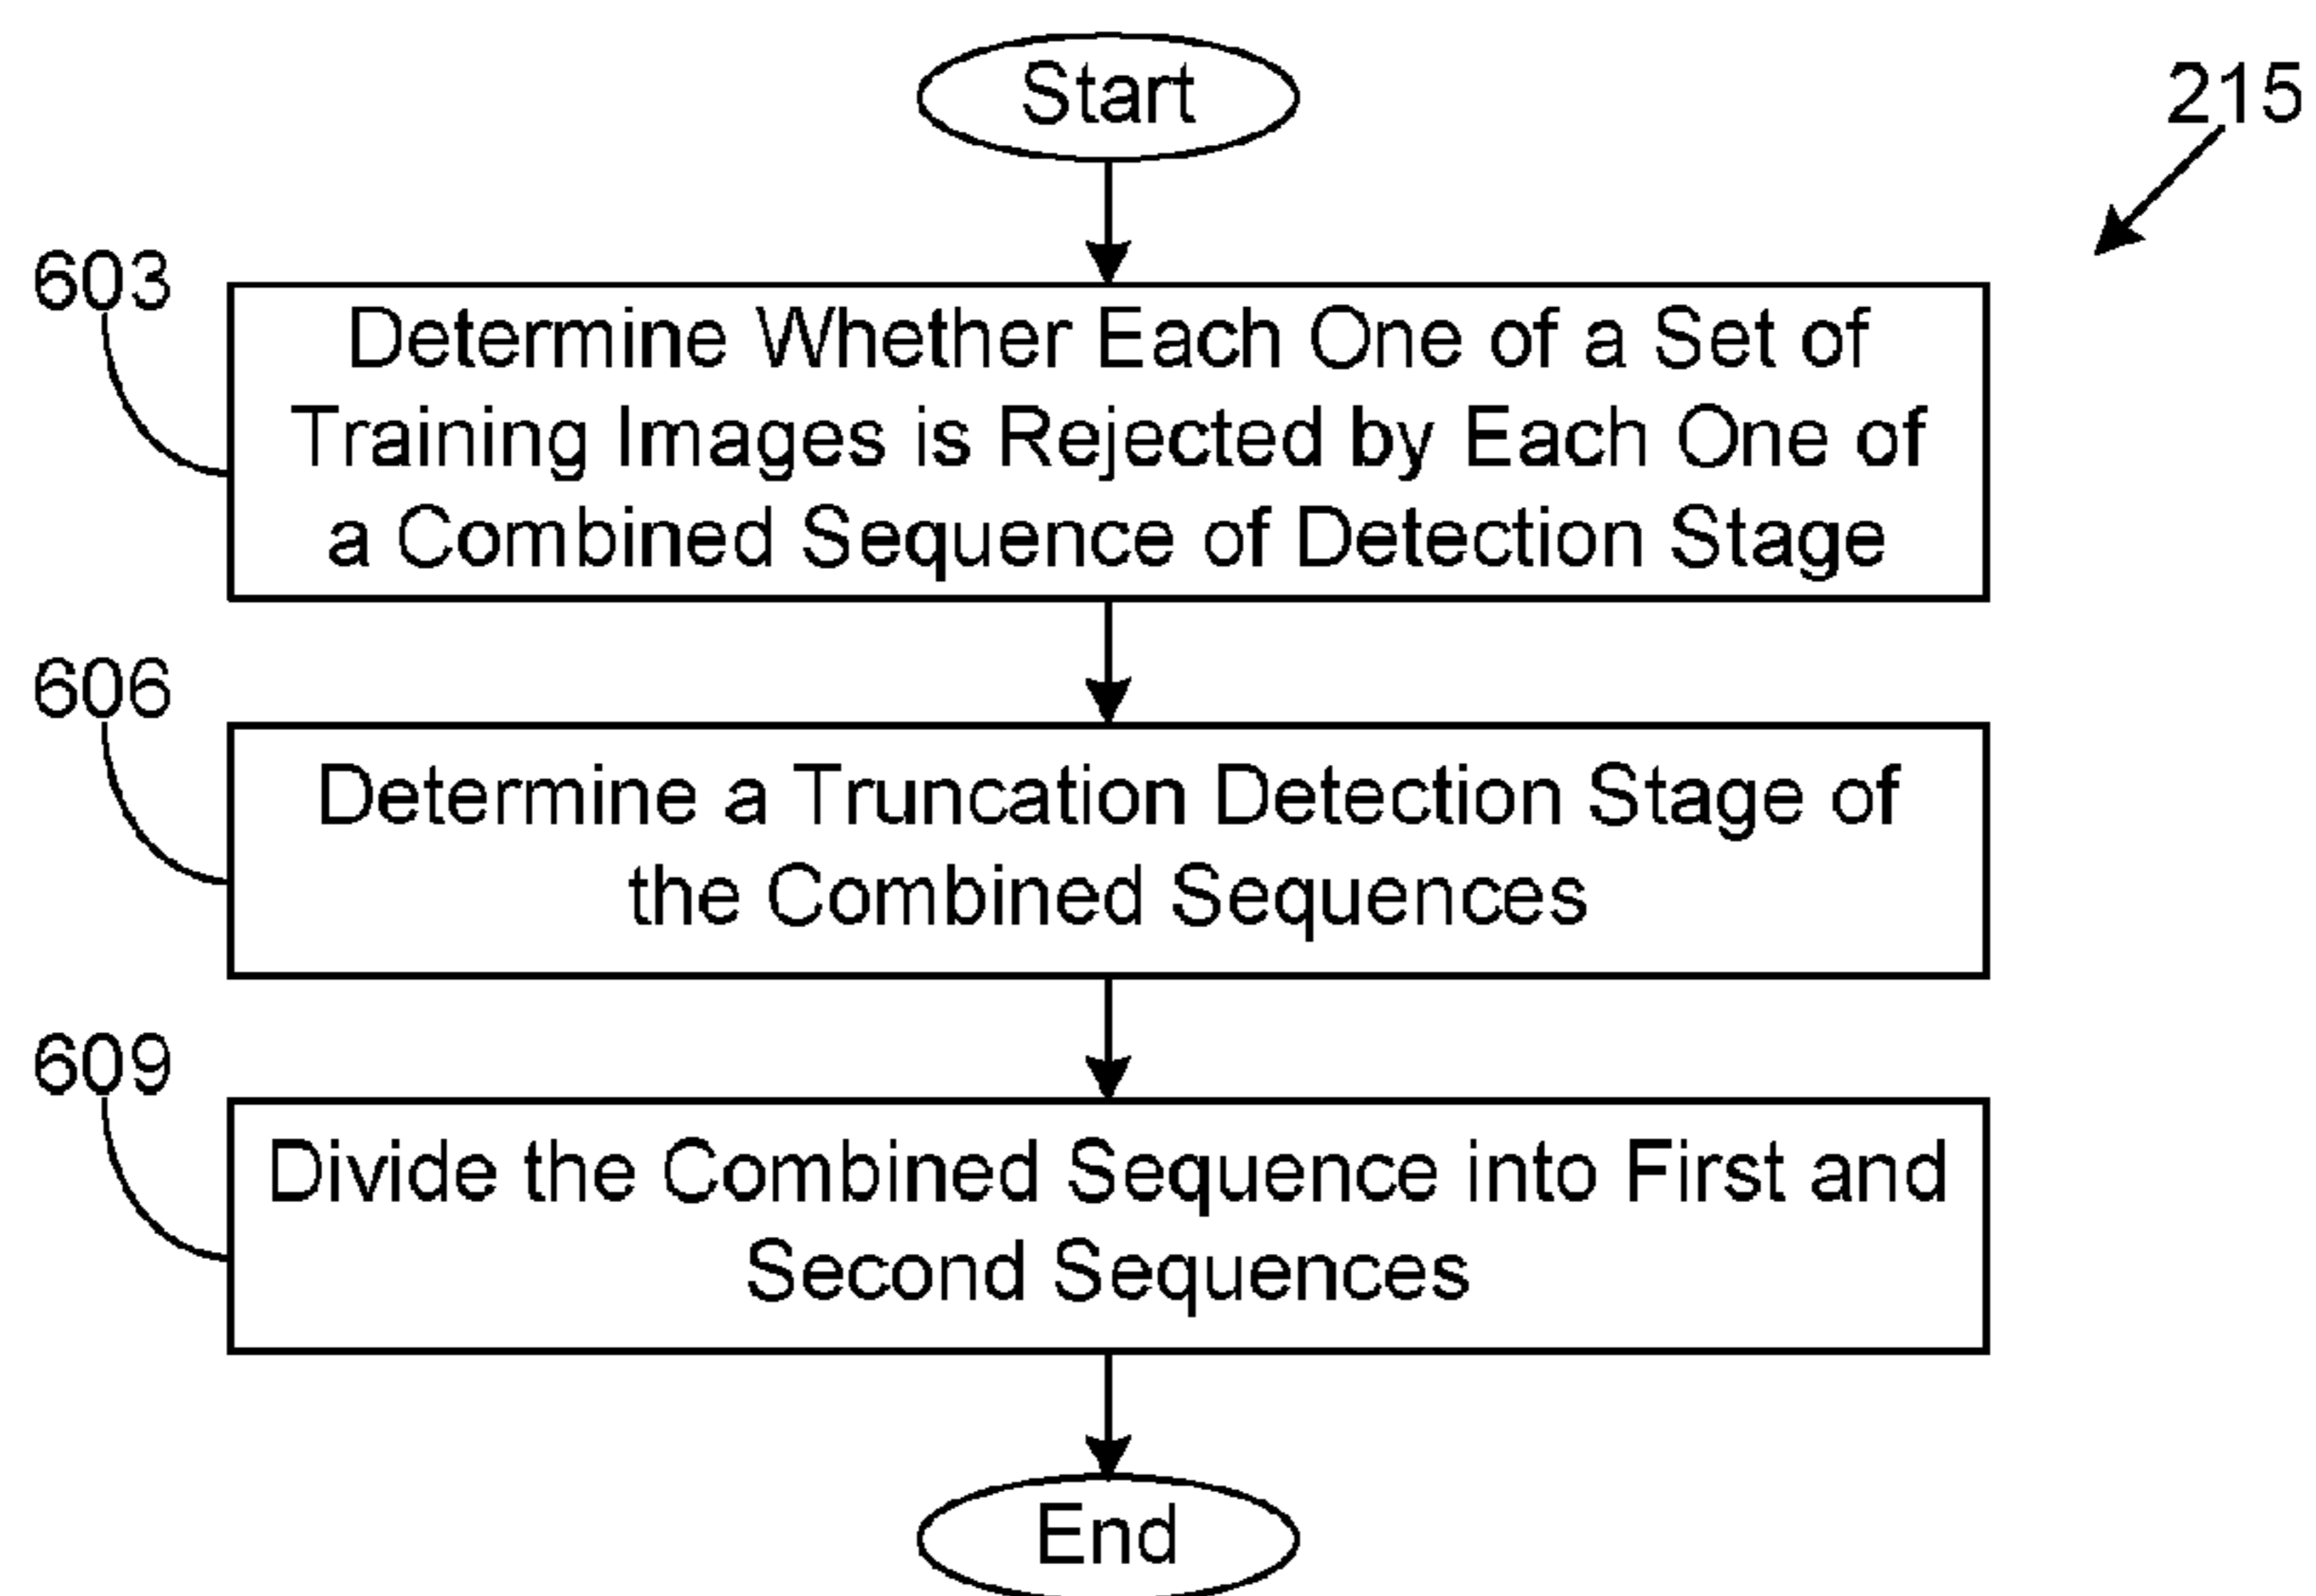 Start
215
603
Determine Whether Each One of a Set of
Training Images is Rejected by Each One of
a Combined Sequence of Detection Stage
606
Determine a Truncation Detection Stage of
the Combined Sequences
609
Divide the Combined Sequence into First and
Second Sequences
End